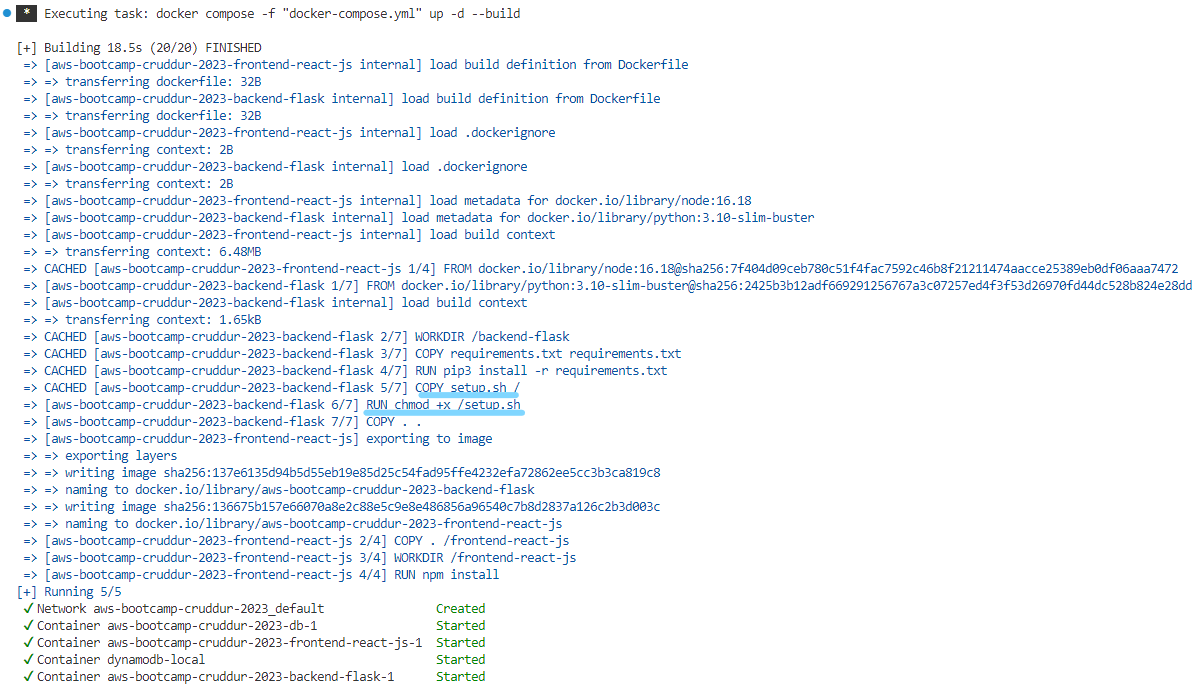 * Executing task: docker compose -f "docker-compose.yml" up -d --build
[+] Building 18.5s (20/20) FINISHED
=> [aws-bootcamp-cruddur-2023-frontend-react-js internal] load build definition from Dockerfile
=> => transferring dockerfile: 32B
=> [aws-bootcamp-cruddur-2023-backend-flask internal] load build definition from Dockerfile
=> => transferring dockerfile: 32B
=> [aws-bootcamp-cruddur-2023-frontend-react-js internal] load .dockerignore
=> => transferring context: 2B
=> [aws-bootcamp-cruddur-2023-backend-flask internal] load .dockerignore
=> => transferring context: 2B
=> [aws-bootcamp-cruddur-2023-frontend-react-js internal] load metadata for docker.io/library/node:16.18
=> [aws-bootcamp-cruddur-2023-backend-flask internal] load metadata for docker.io/library/python:3.10-slim-buster
=> [aws-bootcamp-cruddur-2023-frontend-react-js internal] load build context
=> => transferring context: 6.48MB
=> CACHED [aws-bootcamp-cruddur-2023-frontend-react-js 1/4] FROM docker.io/library/node:16.18@sha256:7f404d09ceb780c51f4fac7592c46b8f21211474aacce25389eb0df06aaa7472
=> [aws-bootcamp-cruddur-2023-backend-flask 1/7] FROM docker.io/library/python:3.10-slim-buster@sha256:2425b3b12adf669291256767a3c07257ed4f3f53d26970fd44dc528b824e28dd
=> [aws-bootcamp-cruddur-2023-backend-flask internal] load build context
=> => transferring context: 1.65kB
=> CACHED [aws-bootcamp-cruddur-2023-backend-flask 2/7] WORKDIR /backend-flask
=> CACHED [aws-bootcamp-cruddur-2023-backend-flask 3/7] COPY requirements.txt requirements.txt
=> CACHED [aws-bootcamp-cruddur-2023-backend-flask 4/7] RUN pip3 install -r requirements.txt
=> CACHED [aws-bootcamp-cruddur-2023-backend-flask 5/7] COPY setup.sh /
=> [aws-bootcamp-cruddur-2023-backend-flask 6/7] RUN chmod +x /setup.sh
=> [aws-bootcamp-cruddur-2023-backend-flask 7/7] COPY . .
=> [aws-bootcamp-cruddur-2023-frontend-react-js] exporting to image
=> => exporting layers
=> => writing image sha256:137e6135d94b5d55eb19e85d25c54fad95ffe4232efa72862ee5cc3b3ca819c8
=> => naming to docker.io/library/aws-bootcamp-cruddur-2023-backend-flask
=> => writing image sha256:136675b157e66070a8e2c88e5c9e8e486856a96540c7b8d2837a126c2b3d003c
=> => naming to docker.io/library/aws-bootcamp-cruddur-2023-frontend-react-js
=> [aws-bootcamp-cruddur-2023-frontend-react-js 2/4] COPY . /frontend-react-js
=> [aws-bootcamp-cruddur-2023-frontend-react-js 3/4] WORKDIR /frontend-react-js
=> [aws-bootcamp-cruddur-2023-frontend-react-js 4/4] RUN npm install
[+] Running 5/5
✓ Network aws-bootcamp-cruddur-2023_default Created
✓ Container aws-bootcamp-cruddur-2023-db-1 Started
✓ Container aws-bootcamp-cruddur-2023-frontend-react-js-1 Started
✓ Container dynamodb-local Started
✓ Container aws-bootcamp-cruddur-2023-backend-flask-1 Started